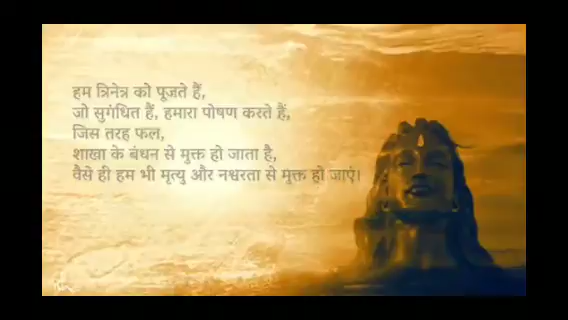 हम त्रिनेत्र को पूजते हैं,
जो सुगंधित हैं, हमारा पोषण करते हैं,
जिस तरह फल,
शाखा के बंधन से मुक्त हो जाता है,
वैसे ही हम भी मृत्यु और नश्वरता से मुक्त हो जाएं।